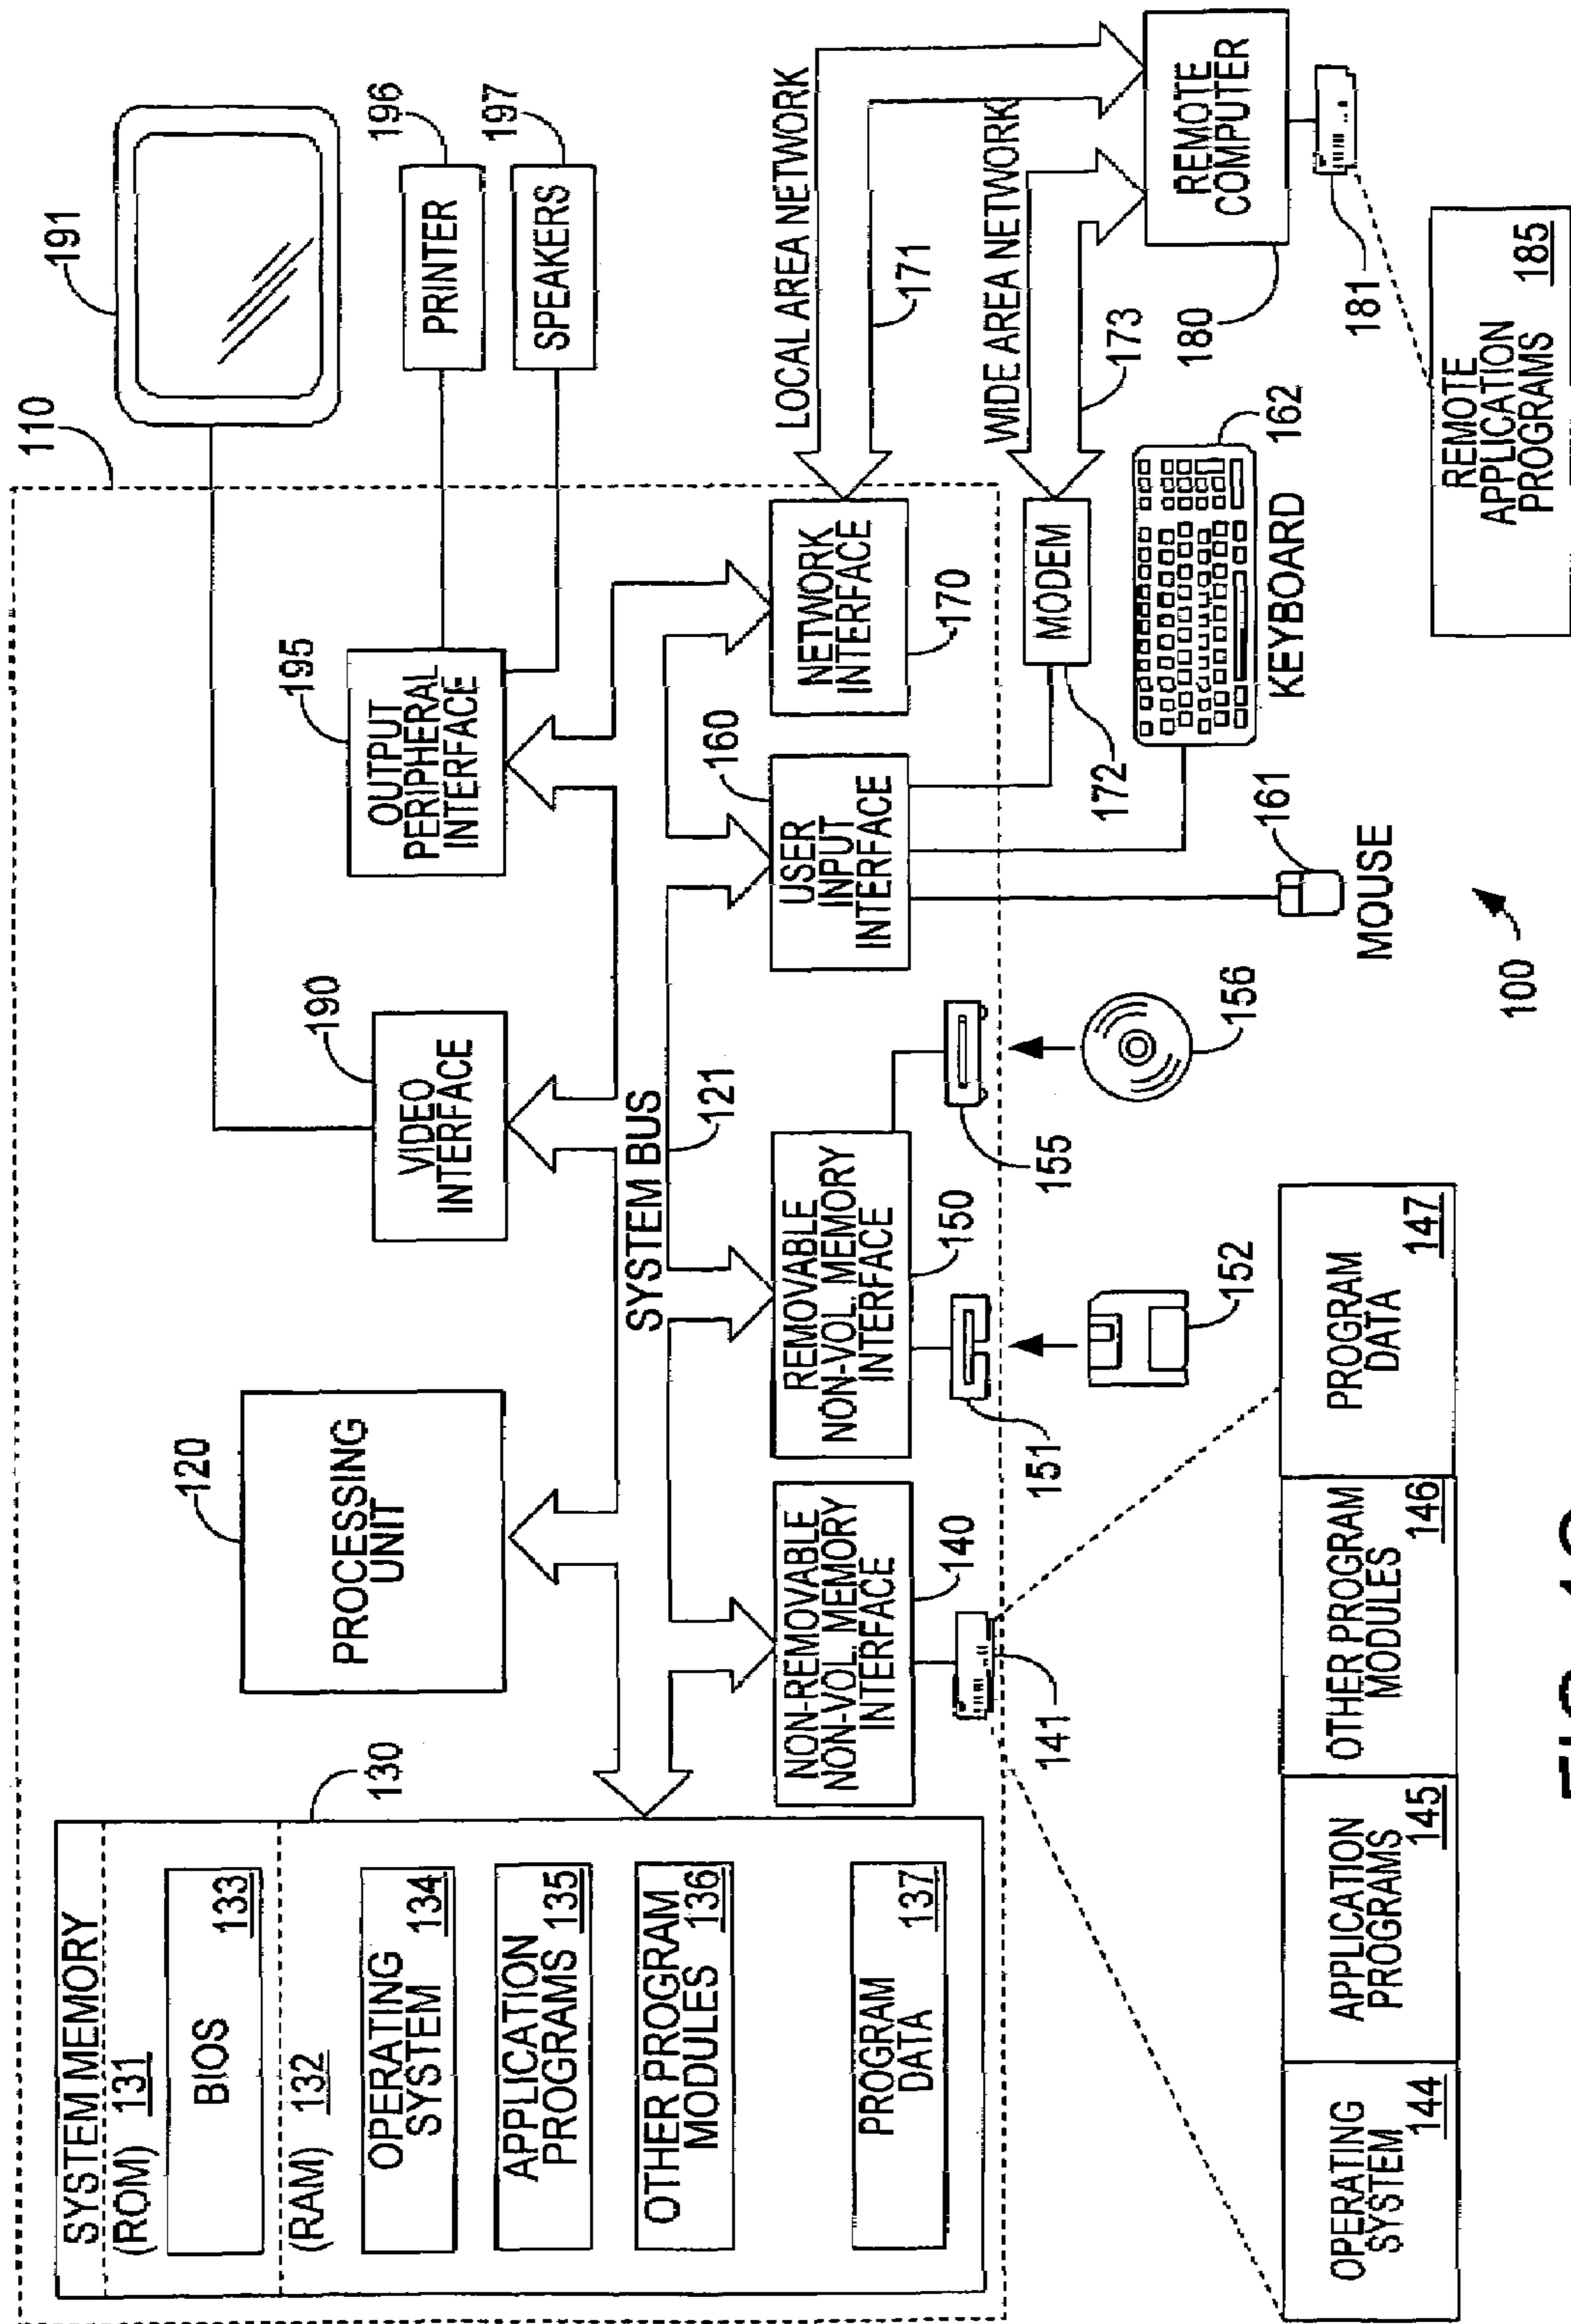 SYSTEM MEMORY
(ROM) 131
BIOS
133
(RAM) 132
OPERATING
SYSTEM 134
APPLICATION
PROGRAMS 135
OTHER PROGRAM
MODULES 136
PROGRAM
DATA
137
130
120
PROCESSING
UNIT
190
VIDEO
INTERFACE
195
OUTPUT
PERIPHERAL
INTERFACE
110
191
PRINTER
196
SPEAKERS
197
SYSTEM BUS
121
NON-REMOVABLE
NON-VOL. MEMORY
INTERFACE
140
141
REMOVABLE
NON-VOL. MEMORY
INTERFACE
150
151
152
155
156
USER
INPUT
INTERFACE
160
NETWORK
INTERFACE
170
LOCAL AREA NETWORK
171
WIDE AREA NETWORK
173
MODEM
172
KEYBOARD
162
MOUSE
161
REMOTE
COMPUTER
180
181
REMOTE
APPLICATION
PROGRAMS
185
OPERATING
SYSTEM
144
APPLICATION
PROGRAMS
145
OTHER PROGRAM
MODULES
146
PROGRAM
DATA
147
100